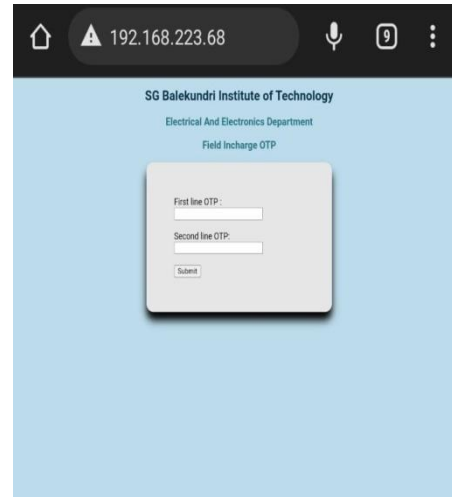 192.168.223.68
9
SG Balekundri Institute of Technology
Electrical And Electronics Department
Field Incharge OTP
First line OTP :
Second line OTP:
Submit